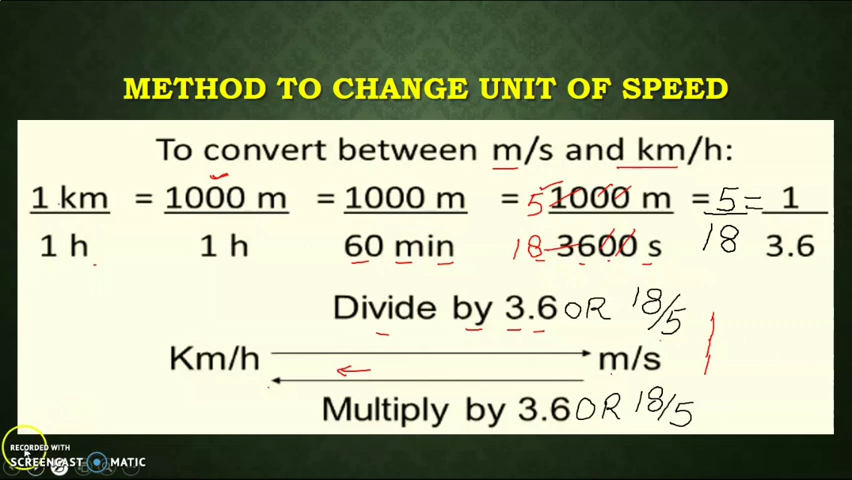 METHOD TO CHANGE UNIT OF SPEED
To convert between m/s and km/h:
1 km = 1000 m = 1000 m = 5 1000 m = 5 = 1
1 h 1 h 60 min 18 3600 s 18 3.6
Divide by 3.6 OR 18/5
Km/h m/s
Multiply by 3.6 OR 18/5
RECORDED WITH
SCREENCAST MATIC